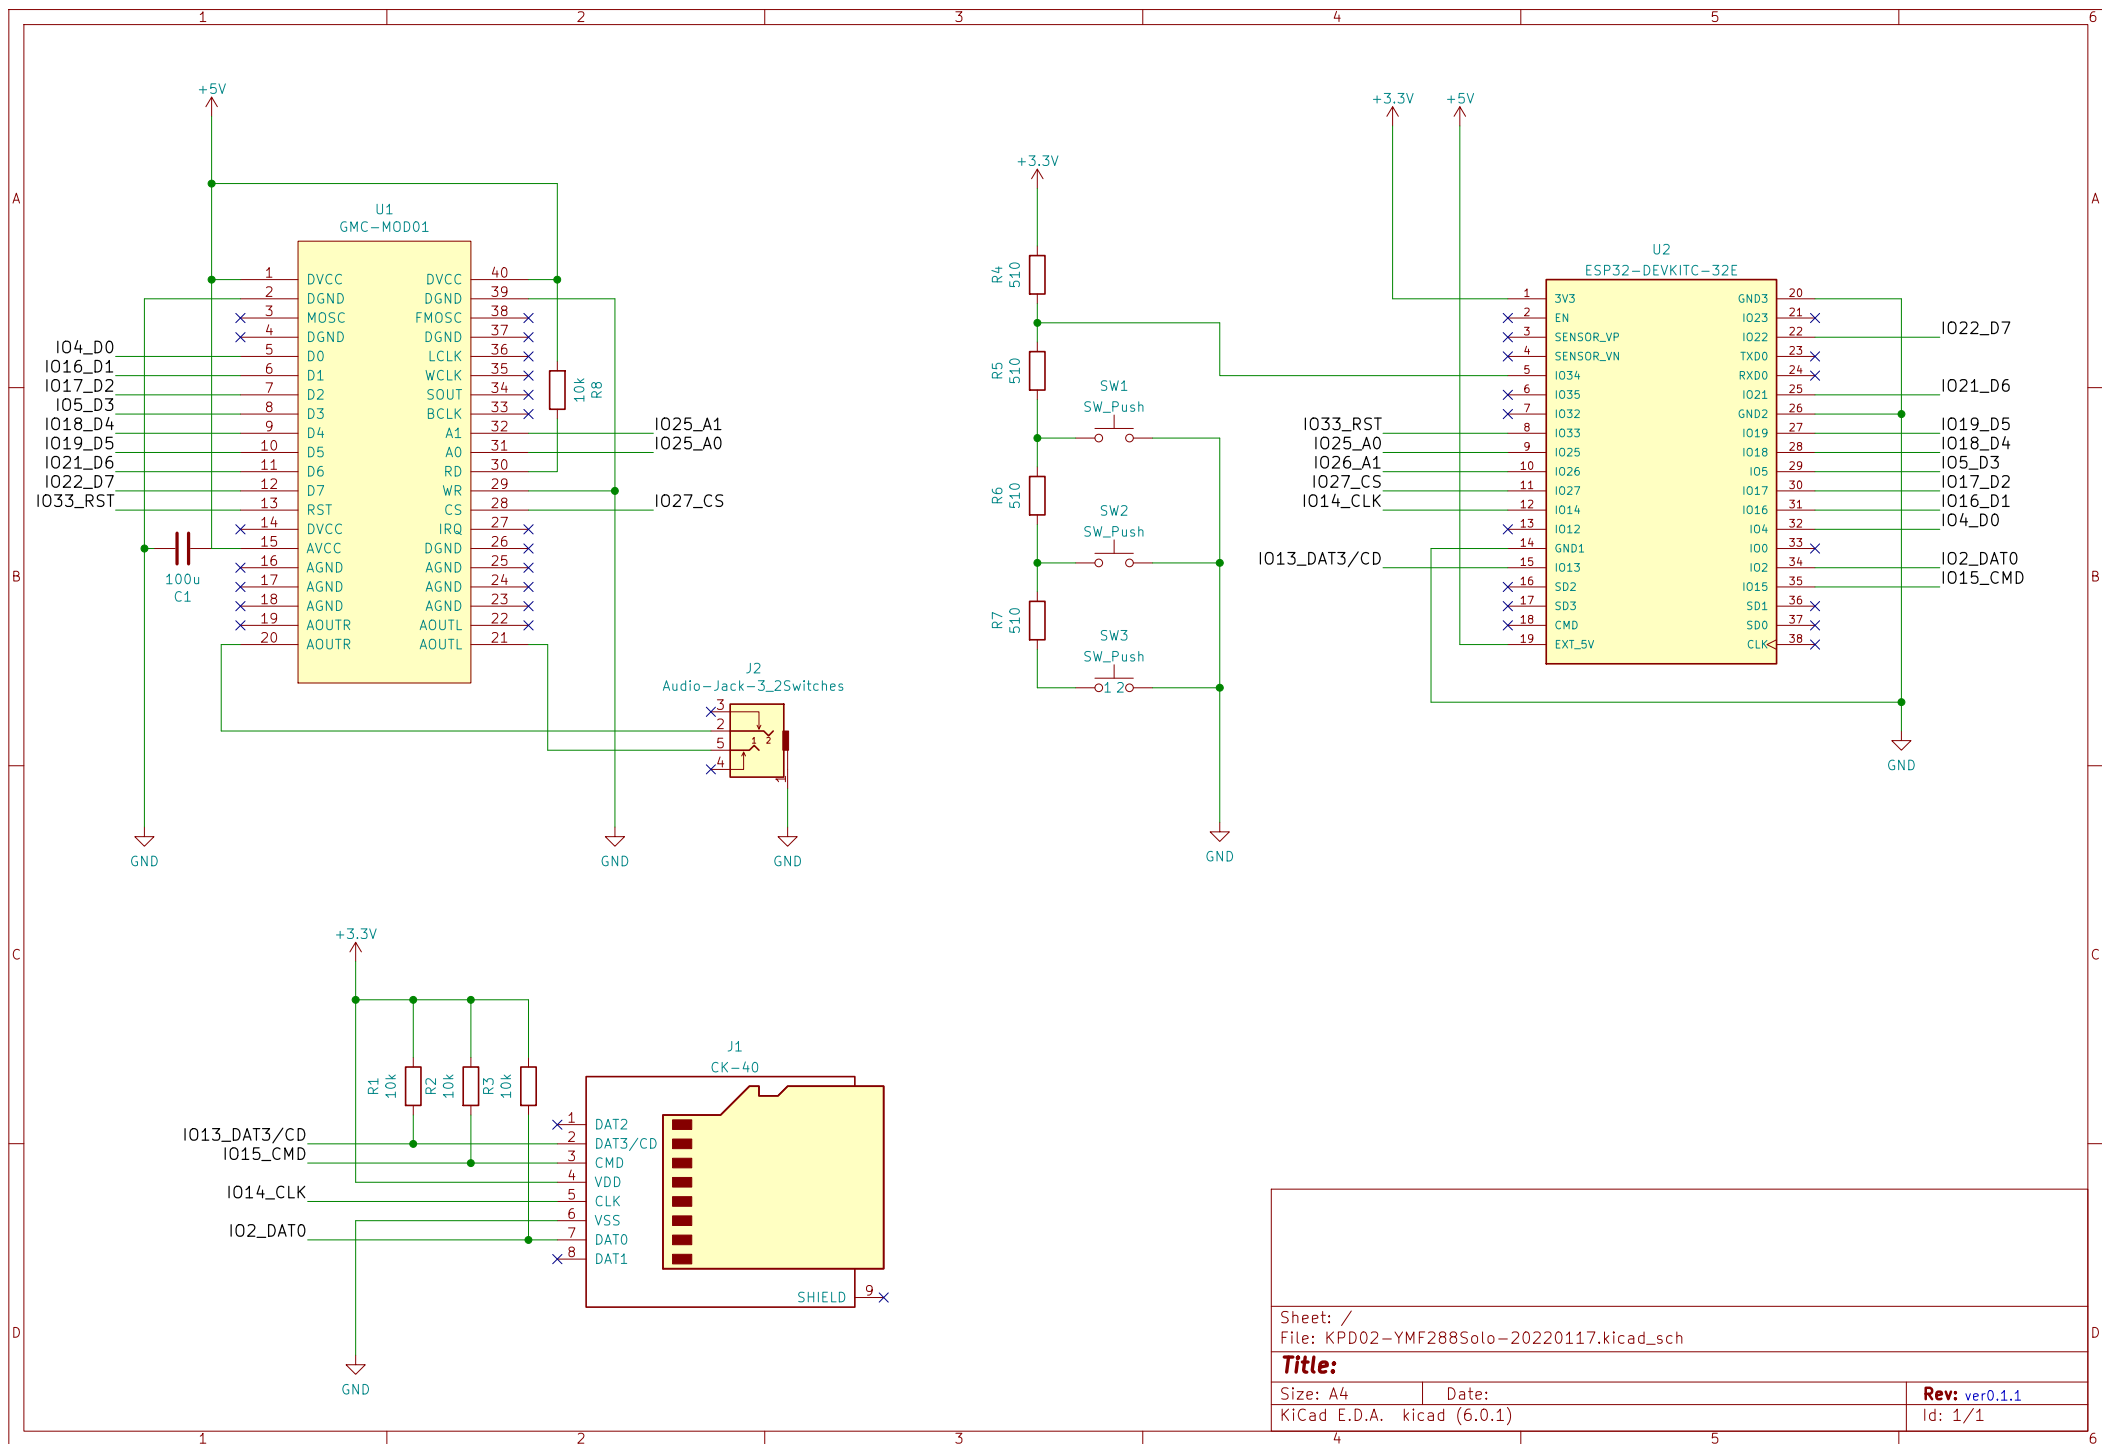 1 2 3 4 5 6
A
B
C
D
+5V
U1
GMC-MOD01
1 DVCC
2 DGND
3 MOSC
4 DGND
IO4_D0 5 D0
IO16_D1 6 D1
IO17_D2 7 D2
IO5_D3 8 D3
IO18_D4 9 D4
IO19_D5 10 D5
IO21_D6 11 D6
IO22_D7 12 D7
IO33_RST 13 RST
14 DVCC
15 AVCC
16 AGND
17 AGND
18 AGND
19 AOUTR
20 AOUTR
DVCC 40
DGND 39
FMOSC 38
DGND 37
LCLK 36
WCLK 35
SOUT 34
BCLK 33
A1 32 IO25_A1
A0 31 IO25_A0
RD 30
WR 29
CS 28 IO27_CS
IRQ 27
DGND 26
AGND 25
AGND 24
AGND 23
AOUTL 22
AOUTL 21
10k
R8
100u
C1
J2
Audio-Jack-3_2Switches
3
2
5
4
1 2
1
GND
GND
GND
+3.3V
R4
510
R5
510
SW1
SW_Push
R6
510
SW2
SW_Push
R7
510
SW3
SW_Push
1 2
GND
+3.3V
+5V
U2
ESP32-DEVKITC-32E
1 3V3
2 EN
3 SENSOR_VP
4 SENSOR_VN
5 IO34
6 IO35
7 IO32
IO33_RST 8 IO33
IO25_A0 9 IO25
IO26_A1 10 IO26
IO27_CS 11 IO27
IO14_CLK 12 IO14
13 IO12
14 GND1
IO13_DAT3/CD 15 IO13
16 SD2
17 SD3
18 CMD
19 EXT_5V
GND3 20
IO23 21
IO22 22 IO22_D7
TXD0 23
RXD0 24
IO21 25 IO21_D6
GND2 26
IO19 27 IO19_D5
IO18 28 IO18_D4
IO5 29 IO5_D3
IO17 30 IO17_D2
IO16 31 IO16_D1
IO4 32 IO4_D0
IO0 33
IO2 34 IO2_DAT0
IO15 35 IO15_CMD
SD1 36
SD0 37
CLK 38
GND
+3.3V
R1
10k
R2
10k
R3
10k
J1
CK-40
1 DAT2
IO13_DAT3/CD 2 DAT3/CD
IO15_CMD 3 CMD
4 VDD
IO14_CLK 5 CLK
6 VSS
IO2_DAT0 7 DAT0
8 DAT1
SHIELD 9
GND
Sheet: /
File: KPD02-YMF288Solo-20220117.kicad_sch
Title:
Size: A4 Date: Rev: ver0.1.1
KiCad E.D.A. kicad (6.0.1) Id: 1/1
A
B
C
D
1 2 3 4 5 6